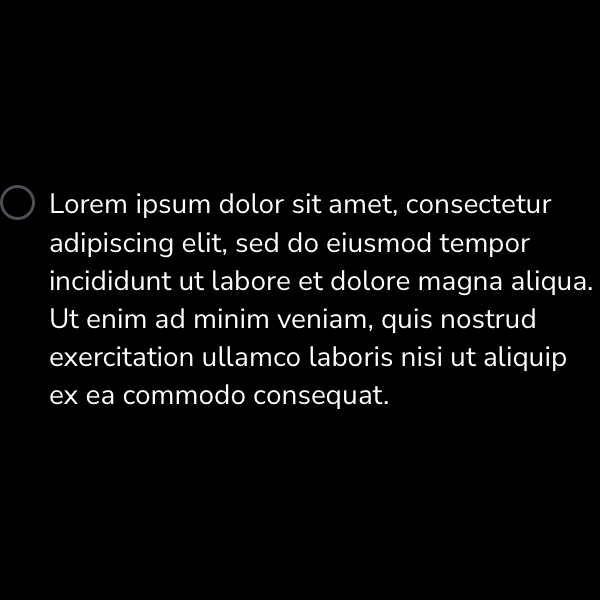 Lorem ipsum dolor sit amet, consectetur
adipiscing elit, sed do eiusmod tempor
incididunt ut labore et dolore magna aliqua.
Ut enim ad minim veniam, quis nostrud
exercitation ullamco laboris nisi ut aliquip
ex ea commodo consequat.